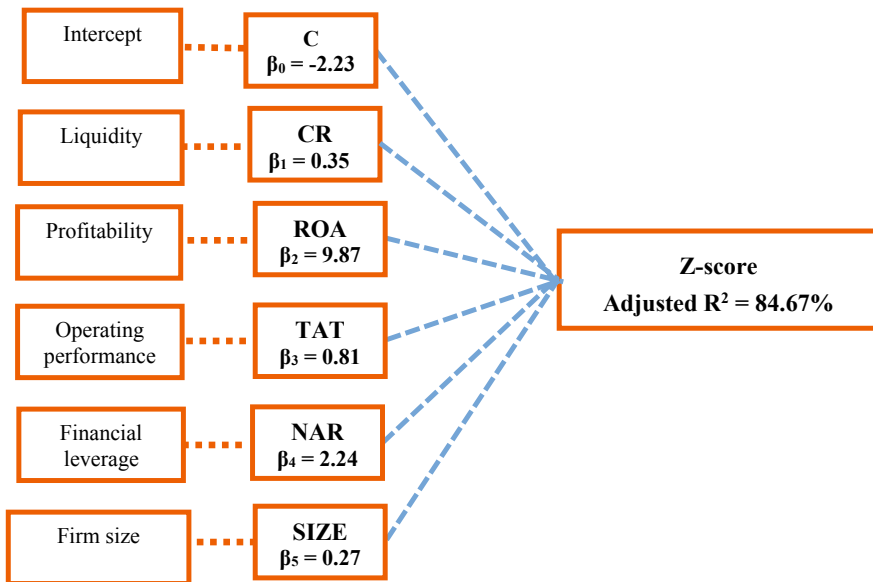 Intercept
C
β₀ = -2.23
Liquidity
CR
β₁ = 0.35
Profitability
ROA
β₂ = 9.87
Z-score
Adjusted R² = 84.67%
Operating
performance
TAT
β₃ = 0.81
Financial
leverage
NAR
β₄ = 2.24
Firm size
SIZE
β₅ = 0.27